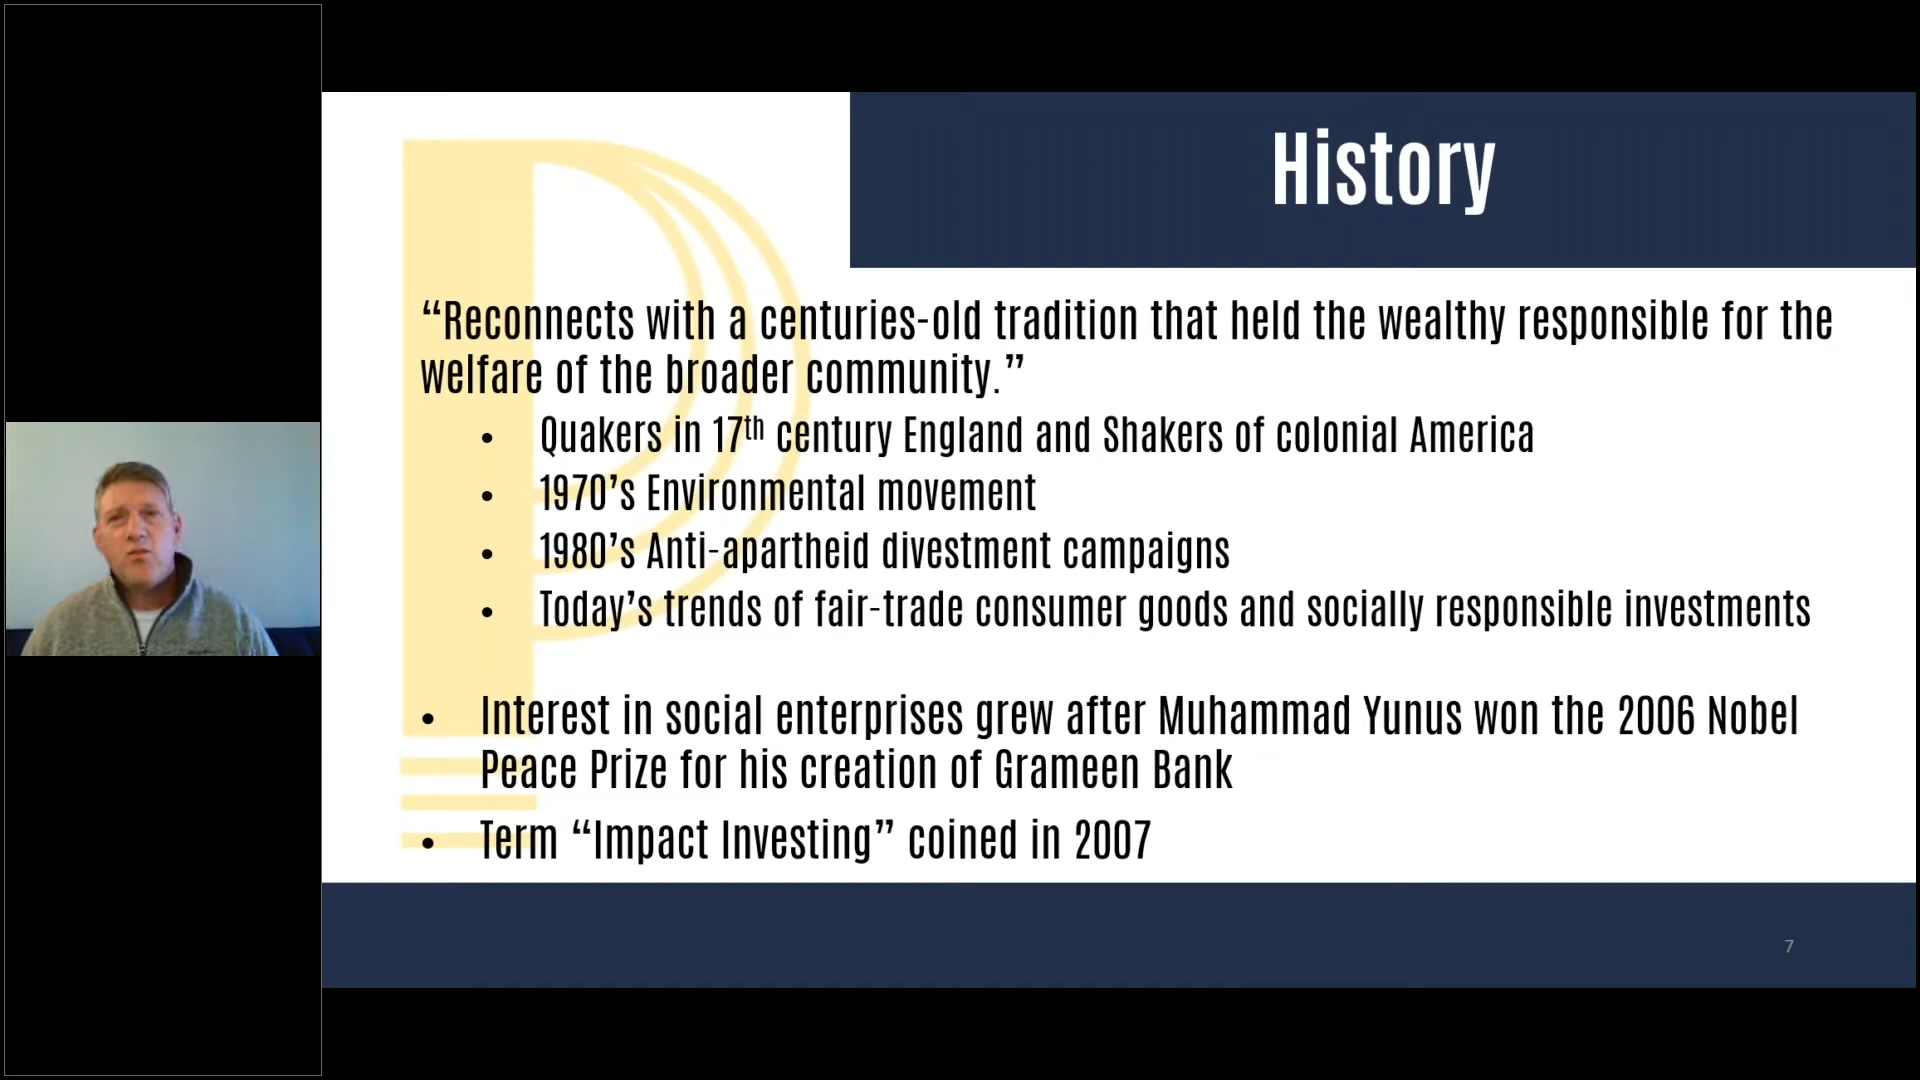 History
“Reconnects with a centuries-old tradition that held the wealthy responsible for the
welfare of the broader community.”
• Quakers in 17th century England and Shakers of colonial America
• 1970’s Environmental movement
• 1980’s Anti-apartheid divestment campaigns
• Today’s trends of fair-trade consumer goods and socially responsible investments
• Interest in social enterprises grew after Muhammad Yunus won the 2006 Nobel
Peace Prize for his creation of Grameen Bank
• Term “Impact Investing” coined in 2007
7